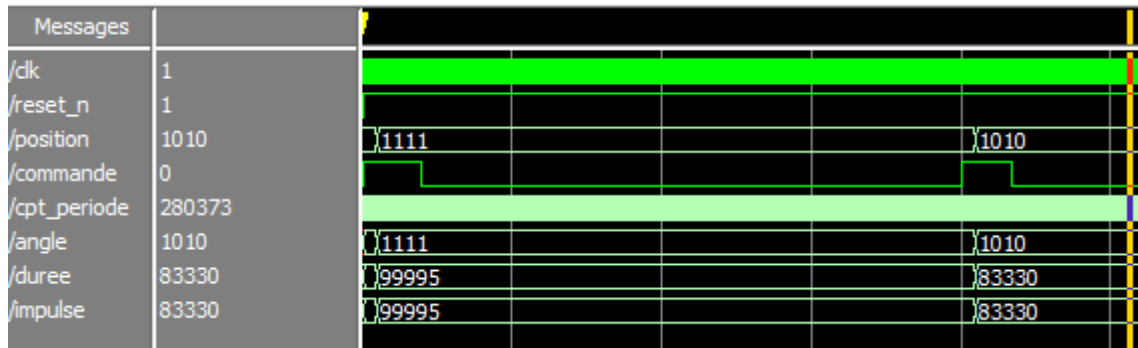 Messages
/clk 1
/reset_n 1
/position 1010 1111 1010
/commande 0
/cpt_periode 280373
/angle 1010 1111 1010
/duree 83330 99995 83330
/impulse 83330 99995 83330